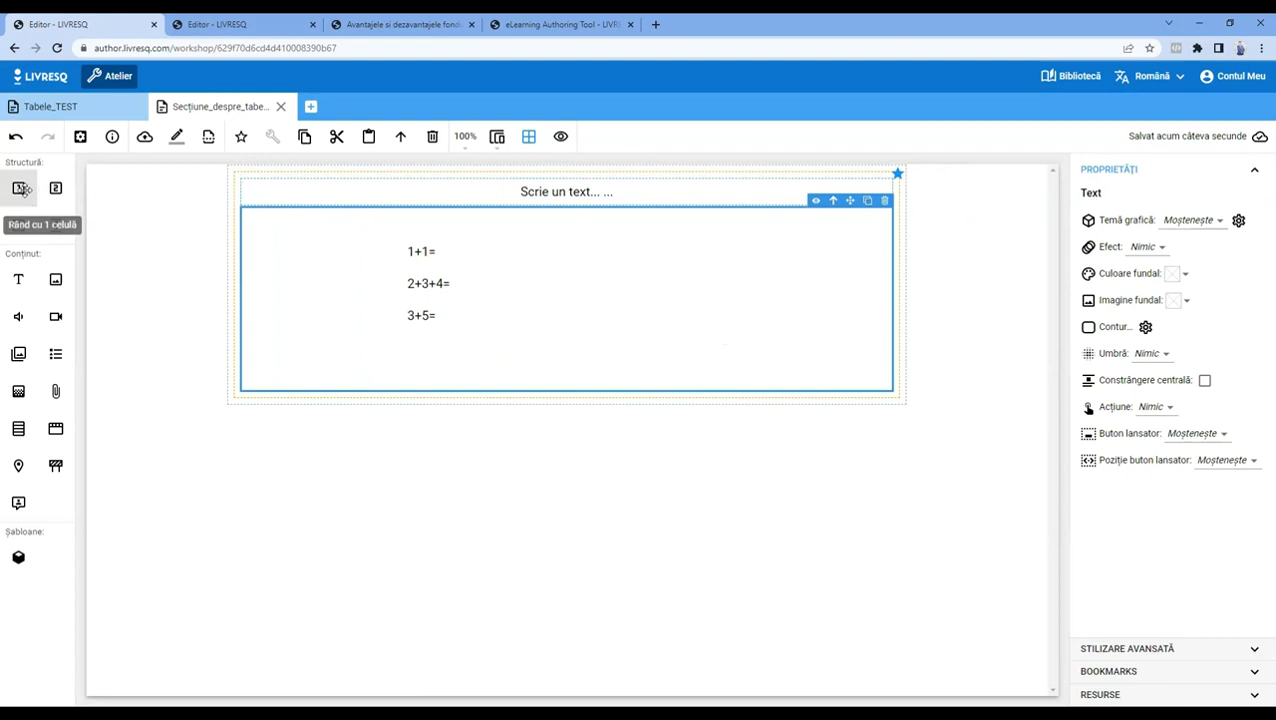 Editor - LIVRESQ
Editor - LIVRESQ
Avantajele si dezavantajele fond
eLearning Authoring Tool - LIVR
author.livresq.com/workshop/629f70d6cd4d410008390b67
LIVRESQ
Atelier
Bibliotecă
Română
Contul Meu
Tabele_TEST
Secțiune_despre_tabe...
100%
Salvat acum câteva secunde
Structură:
1
2
Rând cu 1 celulă
Conținut:
T
Șabloane:
Scrie un text... ...
1+1=
2+3+4=
3+5=
PROPRIETĂȚI
Text
Temă grafică: Moștenește
Efect: Nimic
Culoare fundal:
Imagine fundal:
Contur...
Umbră: Nimic
Constrângere centrală:
Acțiune: Nimic
Buton lansator: Moștenește
Poziție buton lansator: Moștenește
STILIZARE AVANSATĂ
BOOKMARKS
RESURSE